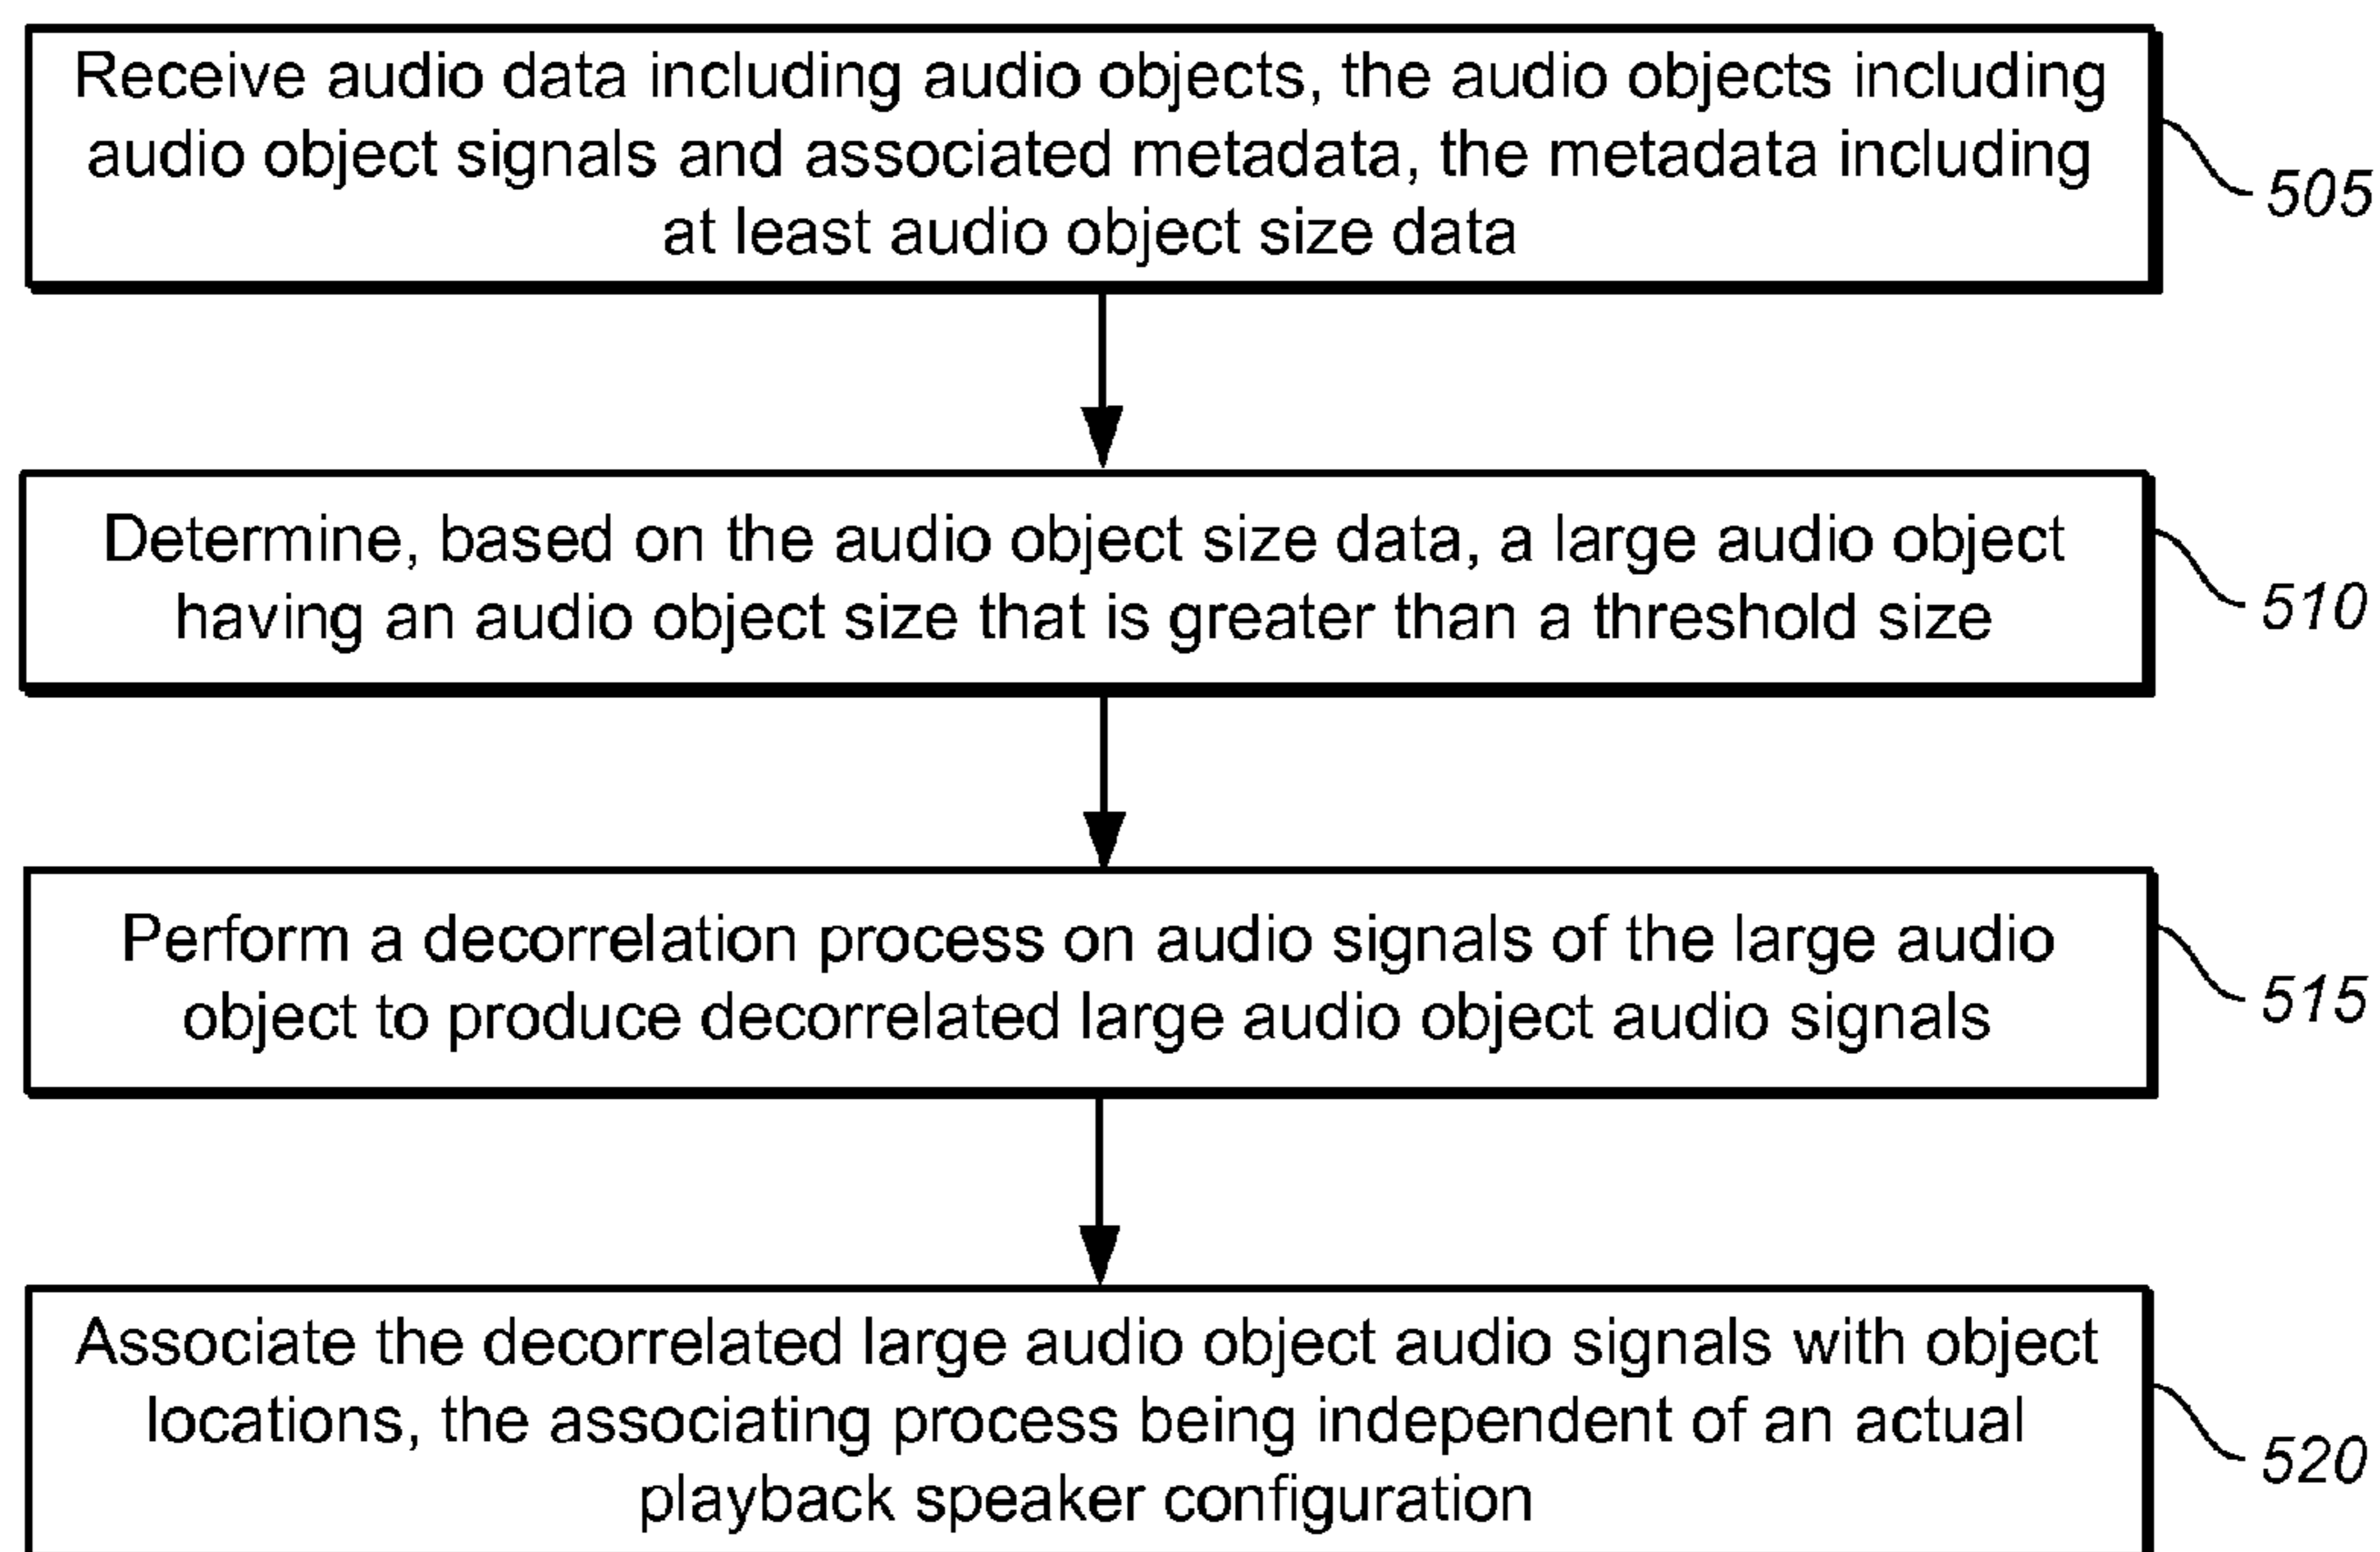 Receive audio data including audio objects, the audio objects including
audio object signals and associated metadata, the metadata including
at least audio object size data
505
Determine, based on the audio object size data, a large audio object
having an audio object size that is greater than a threshold size
510
Perform a decorrelation process on audio signals of the large audio
object to produce decorrelated large audio object audio signals
515
Associate the decorrelated large audio object audio signals with object
locations, the associating process being independent of an actual
playback speaker configuration
520